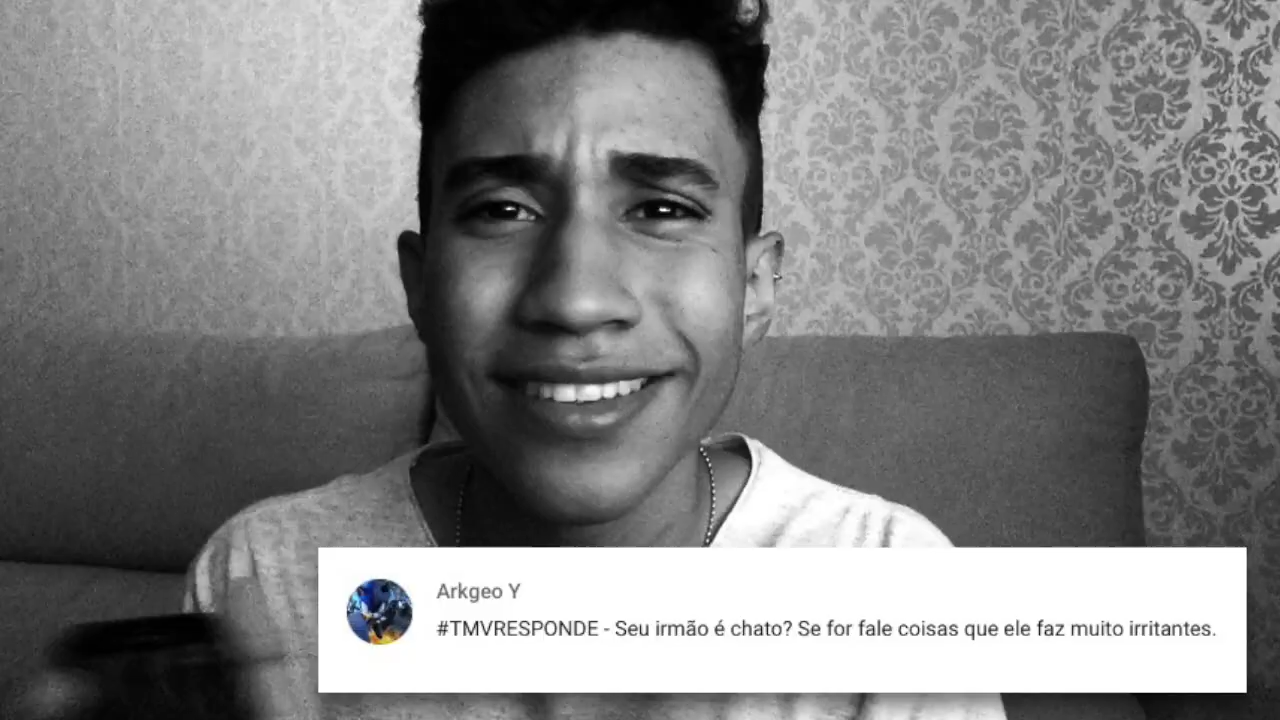 Arkgeo Y
#TMVRESPONDE - Seu irmão é chato? Se for fale coisas que ele faz muito irritantes.